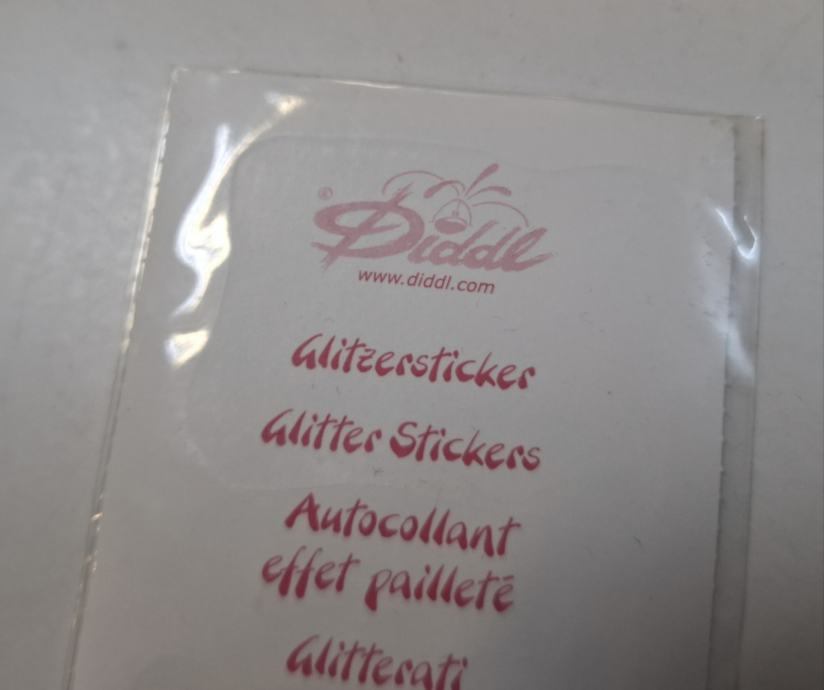 ® Diddl
www.diddl.com
Glitzersticker
Glitter Stickers
Autocollant
effet pailleté
Glitterati